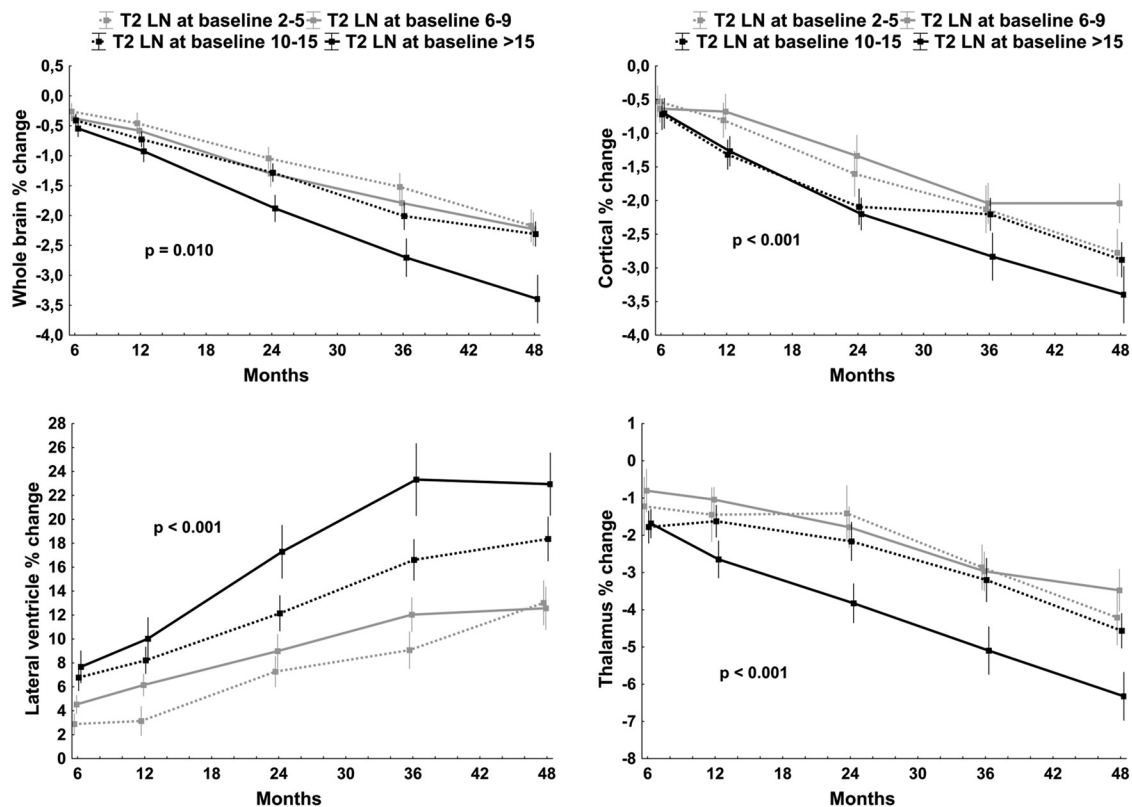 T2 LN at baseline 2-5 T2 LN at baseline 6-9
T2 LN at baseline 10-15 T2 LN at baseline >15
Whole brain % change
0,5
0,0
-0,5
-1,0
-1,5
-2,0
-2,5
-3,0
-3,5
-4,0
p = 0.010
6 12 18 24 30 36 42 48
Months
T2 LN at baseline 2-5 T2 LN at baseline 6-9
T2 LN at baseline 10-15 T2 LN at baseline >15
Cortical % change
0,0
-0,5
-1,0
-1,5
-2,0
-2,5
-3,0
-3,5
-4,0
p < 0.001
6 12 18 24 30 36 42 48
Months
Lateral ventricle % change
28
26
24
22
20
18
16
14
12
10
8
6
4
2
0
p < 0.001
6 12 18 24 30 36 42 48
Months
Thalamus % change
1
0
-1
-2
-3
-4
-5
-6
-7
-8
p < 0.001
6 12 18 24 30 36 42 48
Months